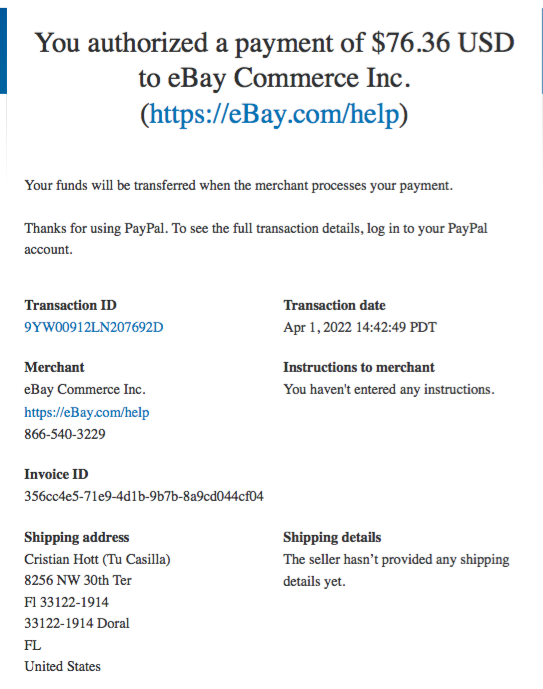 You authorized a payment of $76.36 USD
to eBay Commerce Inc.
(https://eBay.com/help)
Your funds will be transferred when the merchant processes your payment.
Thanks for using PayPal. To see the full transaction details, log in to your PayPal
account.
Transaction ID
9YW00912LN207692D
Transaction date
Apr 1, 2022 14:42:49 PDT
Merchant
eBay Commerce Inc.
https://eBay.com/help
866-540-3229
Instructions to merchant
You haven't entered any instructions.
Invoice ID
356cc4e5-71e9-4d1b-9b7b-8a9cd044cf04
Shipping address
Cristian Hott (Tu Casilla)
8256 NW 30th Ter
Fl 33122-1914
33122-1914 Doral
FL
United States
Shipping details
The seller hasn’t provided any shipping
details yet.